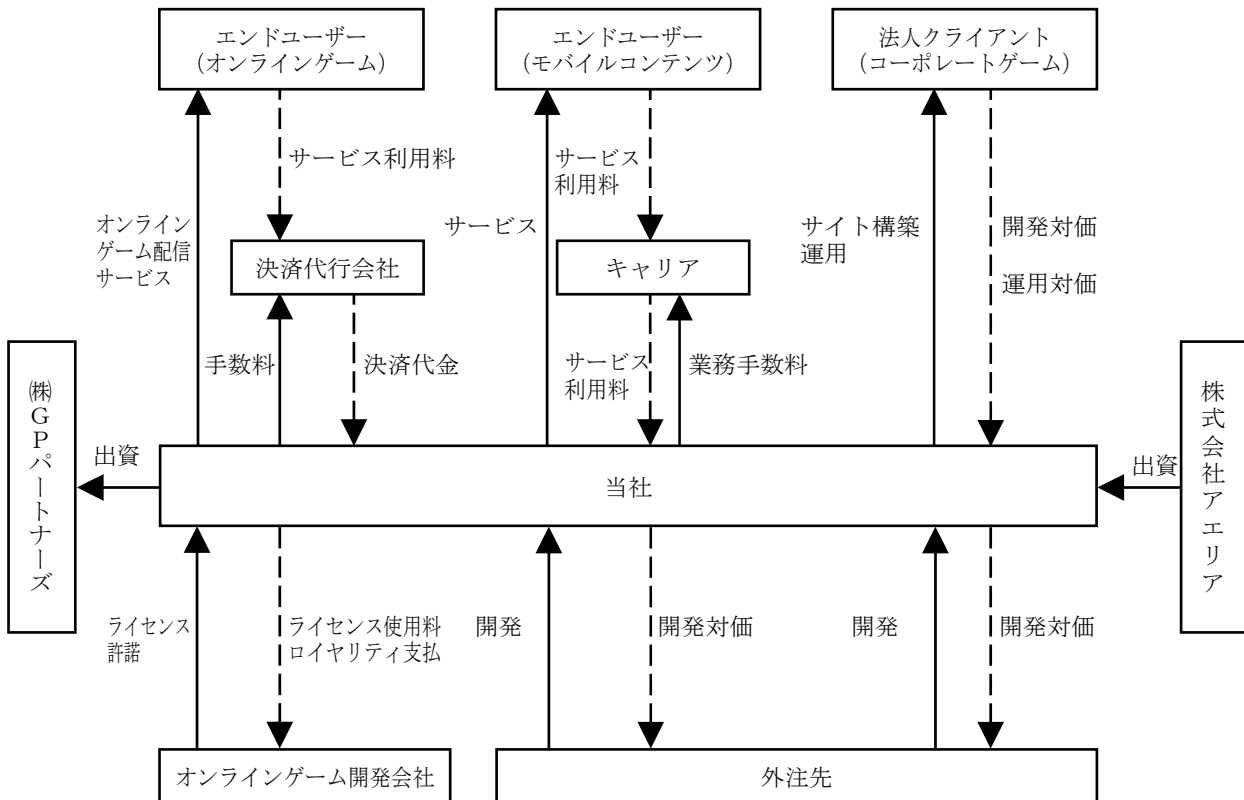 エンドユーザー
(オンラインゲーム)
エンドユーザー
(モバイルコンテンツ)
法人クライアント
(コーポレートゲーム)
サービス利用料
サービス
利用料
オンライン
ゲーム配信
サービス
サービス
サイト構築
運用
開発対価
運用対価
決済代行会社
キャリア
手数料
決済代金
サービス
利用料
業務手数料
㈱GPパートナーズ
出資
当社
出資
株式会社アエリア
ライセンス
許諾
ライセンス使用料
ロイヤリティ支払
開発
開発対価
開発
開発対価
オンラインゲーム開発会社
外注先